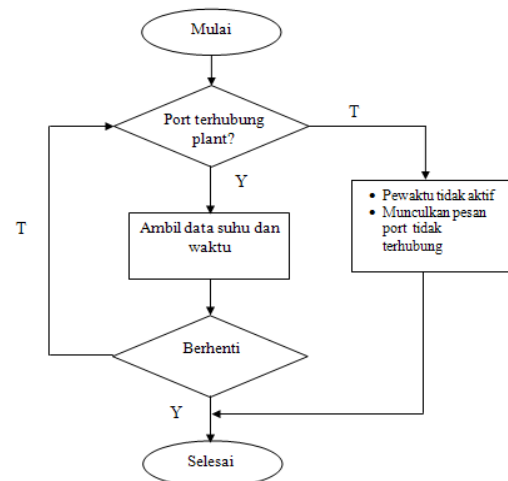 Mulai
Port terhubung
plant?
T
Y
• Pewaktu tidak aktif
• Munculkan pesan
port tidak
terhubung
T
Ambil data suhu dan
waktu
Berhenti
Y
Selesai